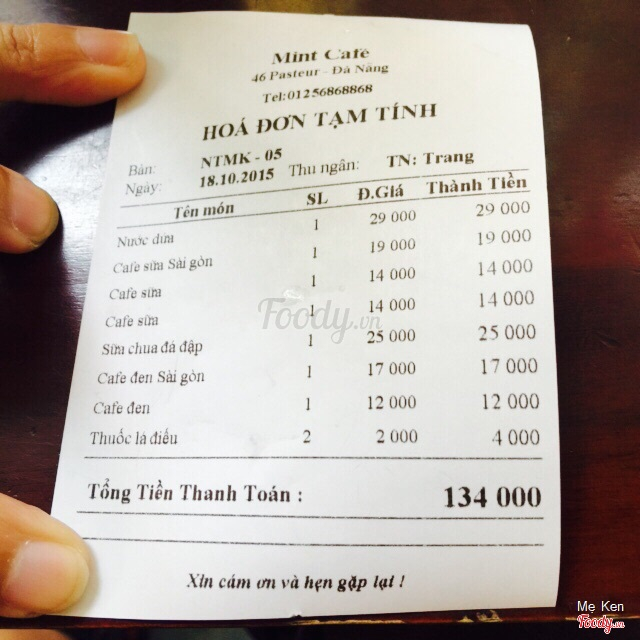 Mint Café
46 Pasteur - Đà Nẵng
Tel:01256868868
HOÁ ĐƠN TẠM TÍNH
Bàn: NTMK - 05
Ngày: 18.10.2015 Thu ngân: TN: Trang
Tên món SL Đ.Giá Thành Tiền
Nước dừa 1 29 000 29 000
Cafe sữa Sài gòn 1 19 000 19 000
Cafe sữa 1 14 000 14 000
Cafe sữa 1 14 000 14 000
Sữa chua đá đập 1 25 000 25 000
Cafe đen Sài gòn 1 17 000 17 000
Cafe đen 1 12 000 12 000
Thuốc lá điếu 2 2 000 4 000
Tổng Tiền Thanh Toán : 134 000
Xin cám ơn và hẹn gặp lại !
Foody.vn
Mẹ Ken
Foody.vn